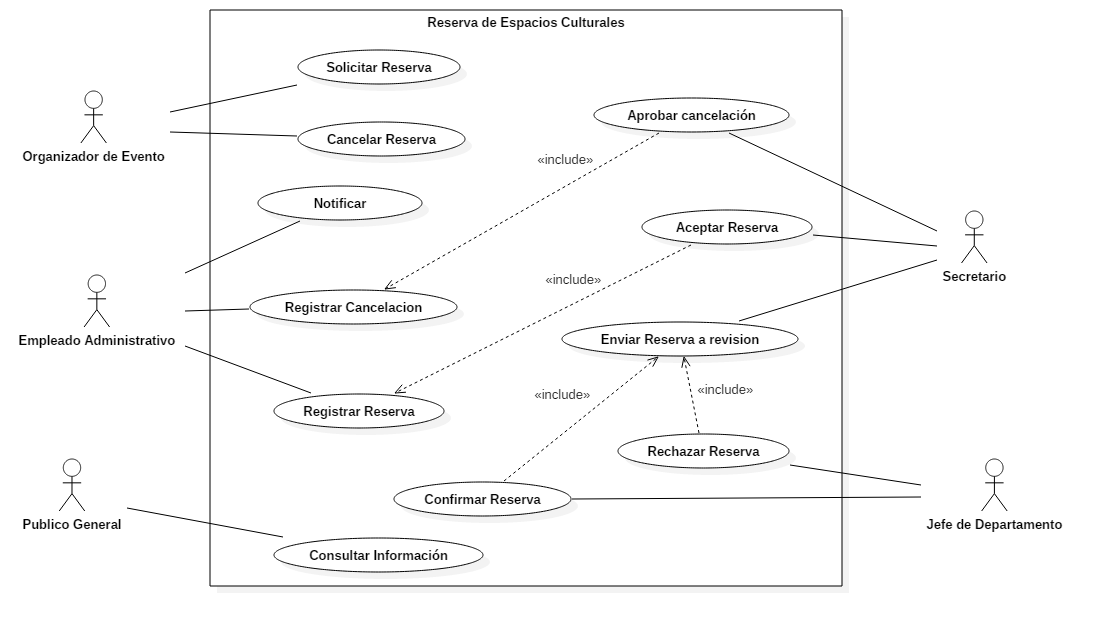 Reserva de Espacios Culturales
Solicitar Reserva
Aprobar cancelación
Cancelar Reserva
Organizador de Evento
«include»
Notificar
Aceptar Reserva
Secretario
«include»
Registrar Cancelacion
Empleado Administrativo
Enviar Reserva a revision
«include»
«include»
Registrar Reserva
Rechazar Reserva
Confirmar Reserva
Publico General
Jefe de Departamento
Consultar Información